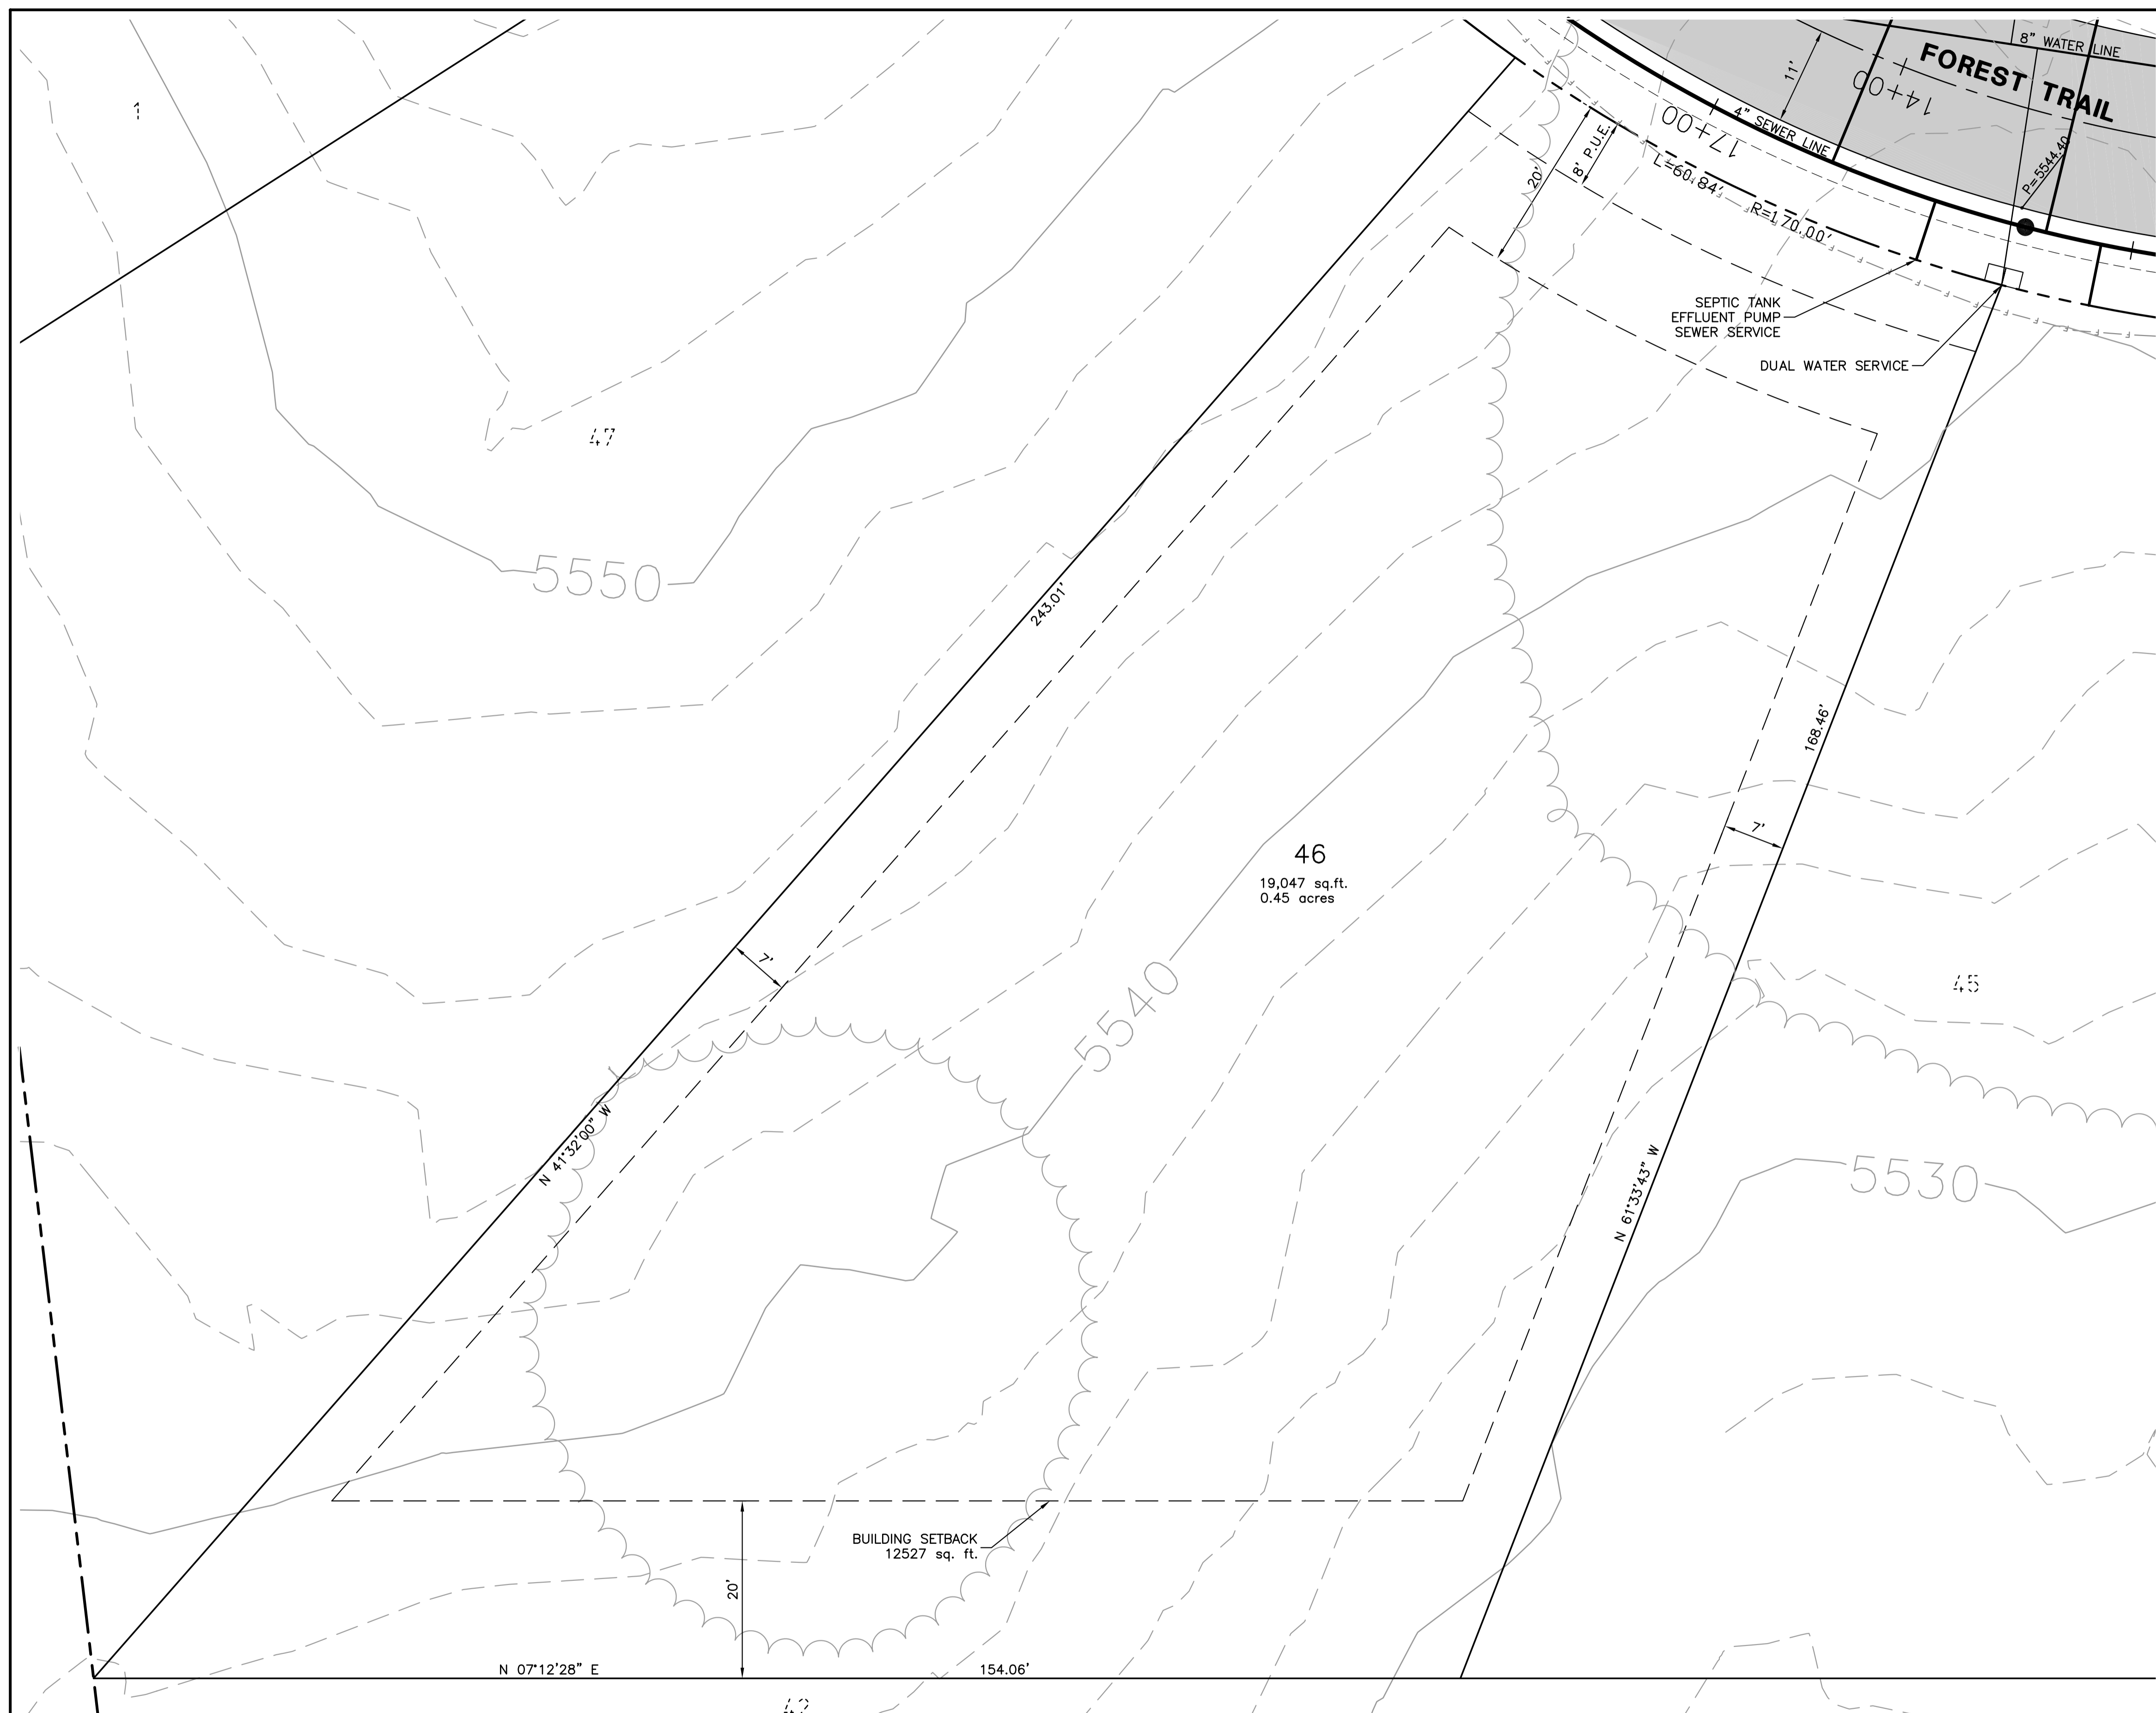 8" WATER LINE
FOREST TRAIL
11'
14+00
17+00
4" SEWER LINE
P=5544.40
1
20'
8' P.U.E.
L=60.84'
R=170.00'
SEPTIC TANK
EFFLUENT PUMP
SEWER SERVICE
DUAL WATER SERVICE
47
5550
243.01'
168.46'
7'
46
19,047 sq.ft.
0.45 acres
7'
5540
45
N 41°32'00" W
N 61°33'43" W
5530
BUILDING SETBACK
12527 sq. ft.
20'
N 07°12'28" E
154.06'
42